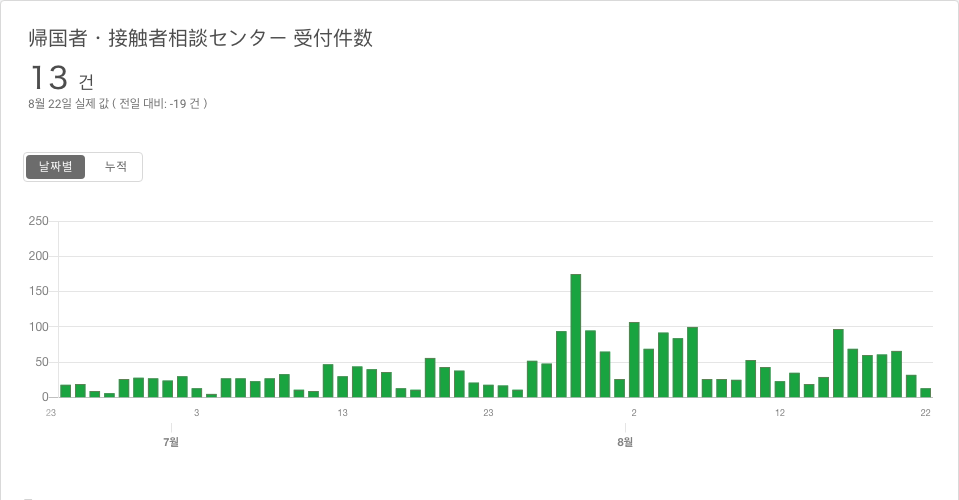 帰国者・接触者相談センター 受付件数
13 건
8월 22일 실제 값 ( 전일 대비: -19 건 )
날짜별 누적
250
200
150
100
50
0
23 3 13 23 2 12 22
7월 8월